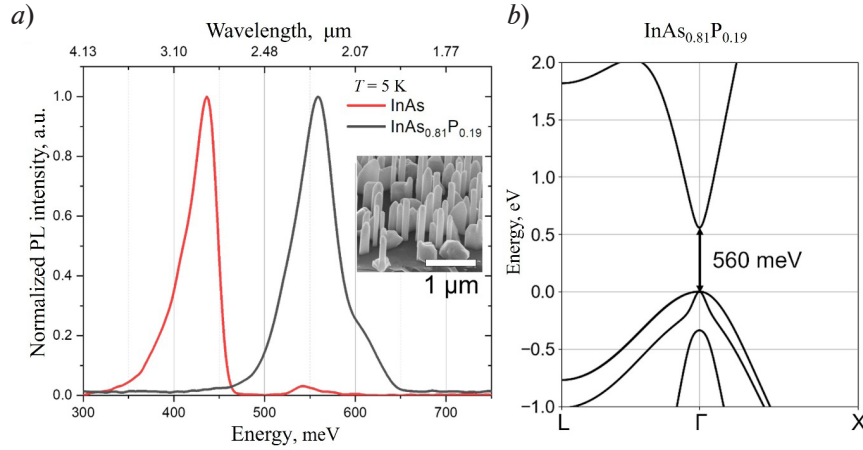 a)
Wavelength, μm
4.13 3.10 2.48 2.07 1.77
Normalized PL intensity, a.u.
1.0
0.8
0.6
0.4
0.2
0.0
T = 5 K
InAs
InAs0.81P0.19
1 μm
300 400 500 600 700
Energy, meV
b)
InAs0.81P0.19
Energy, eV
2.0
1.5
1.0
0.5
0.0
−0.5
−1.0
560 meV
L Γ X